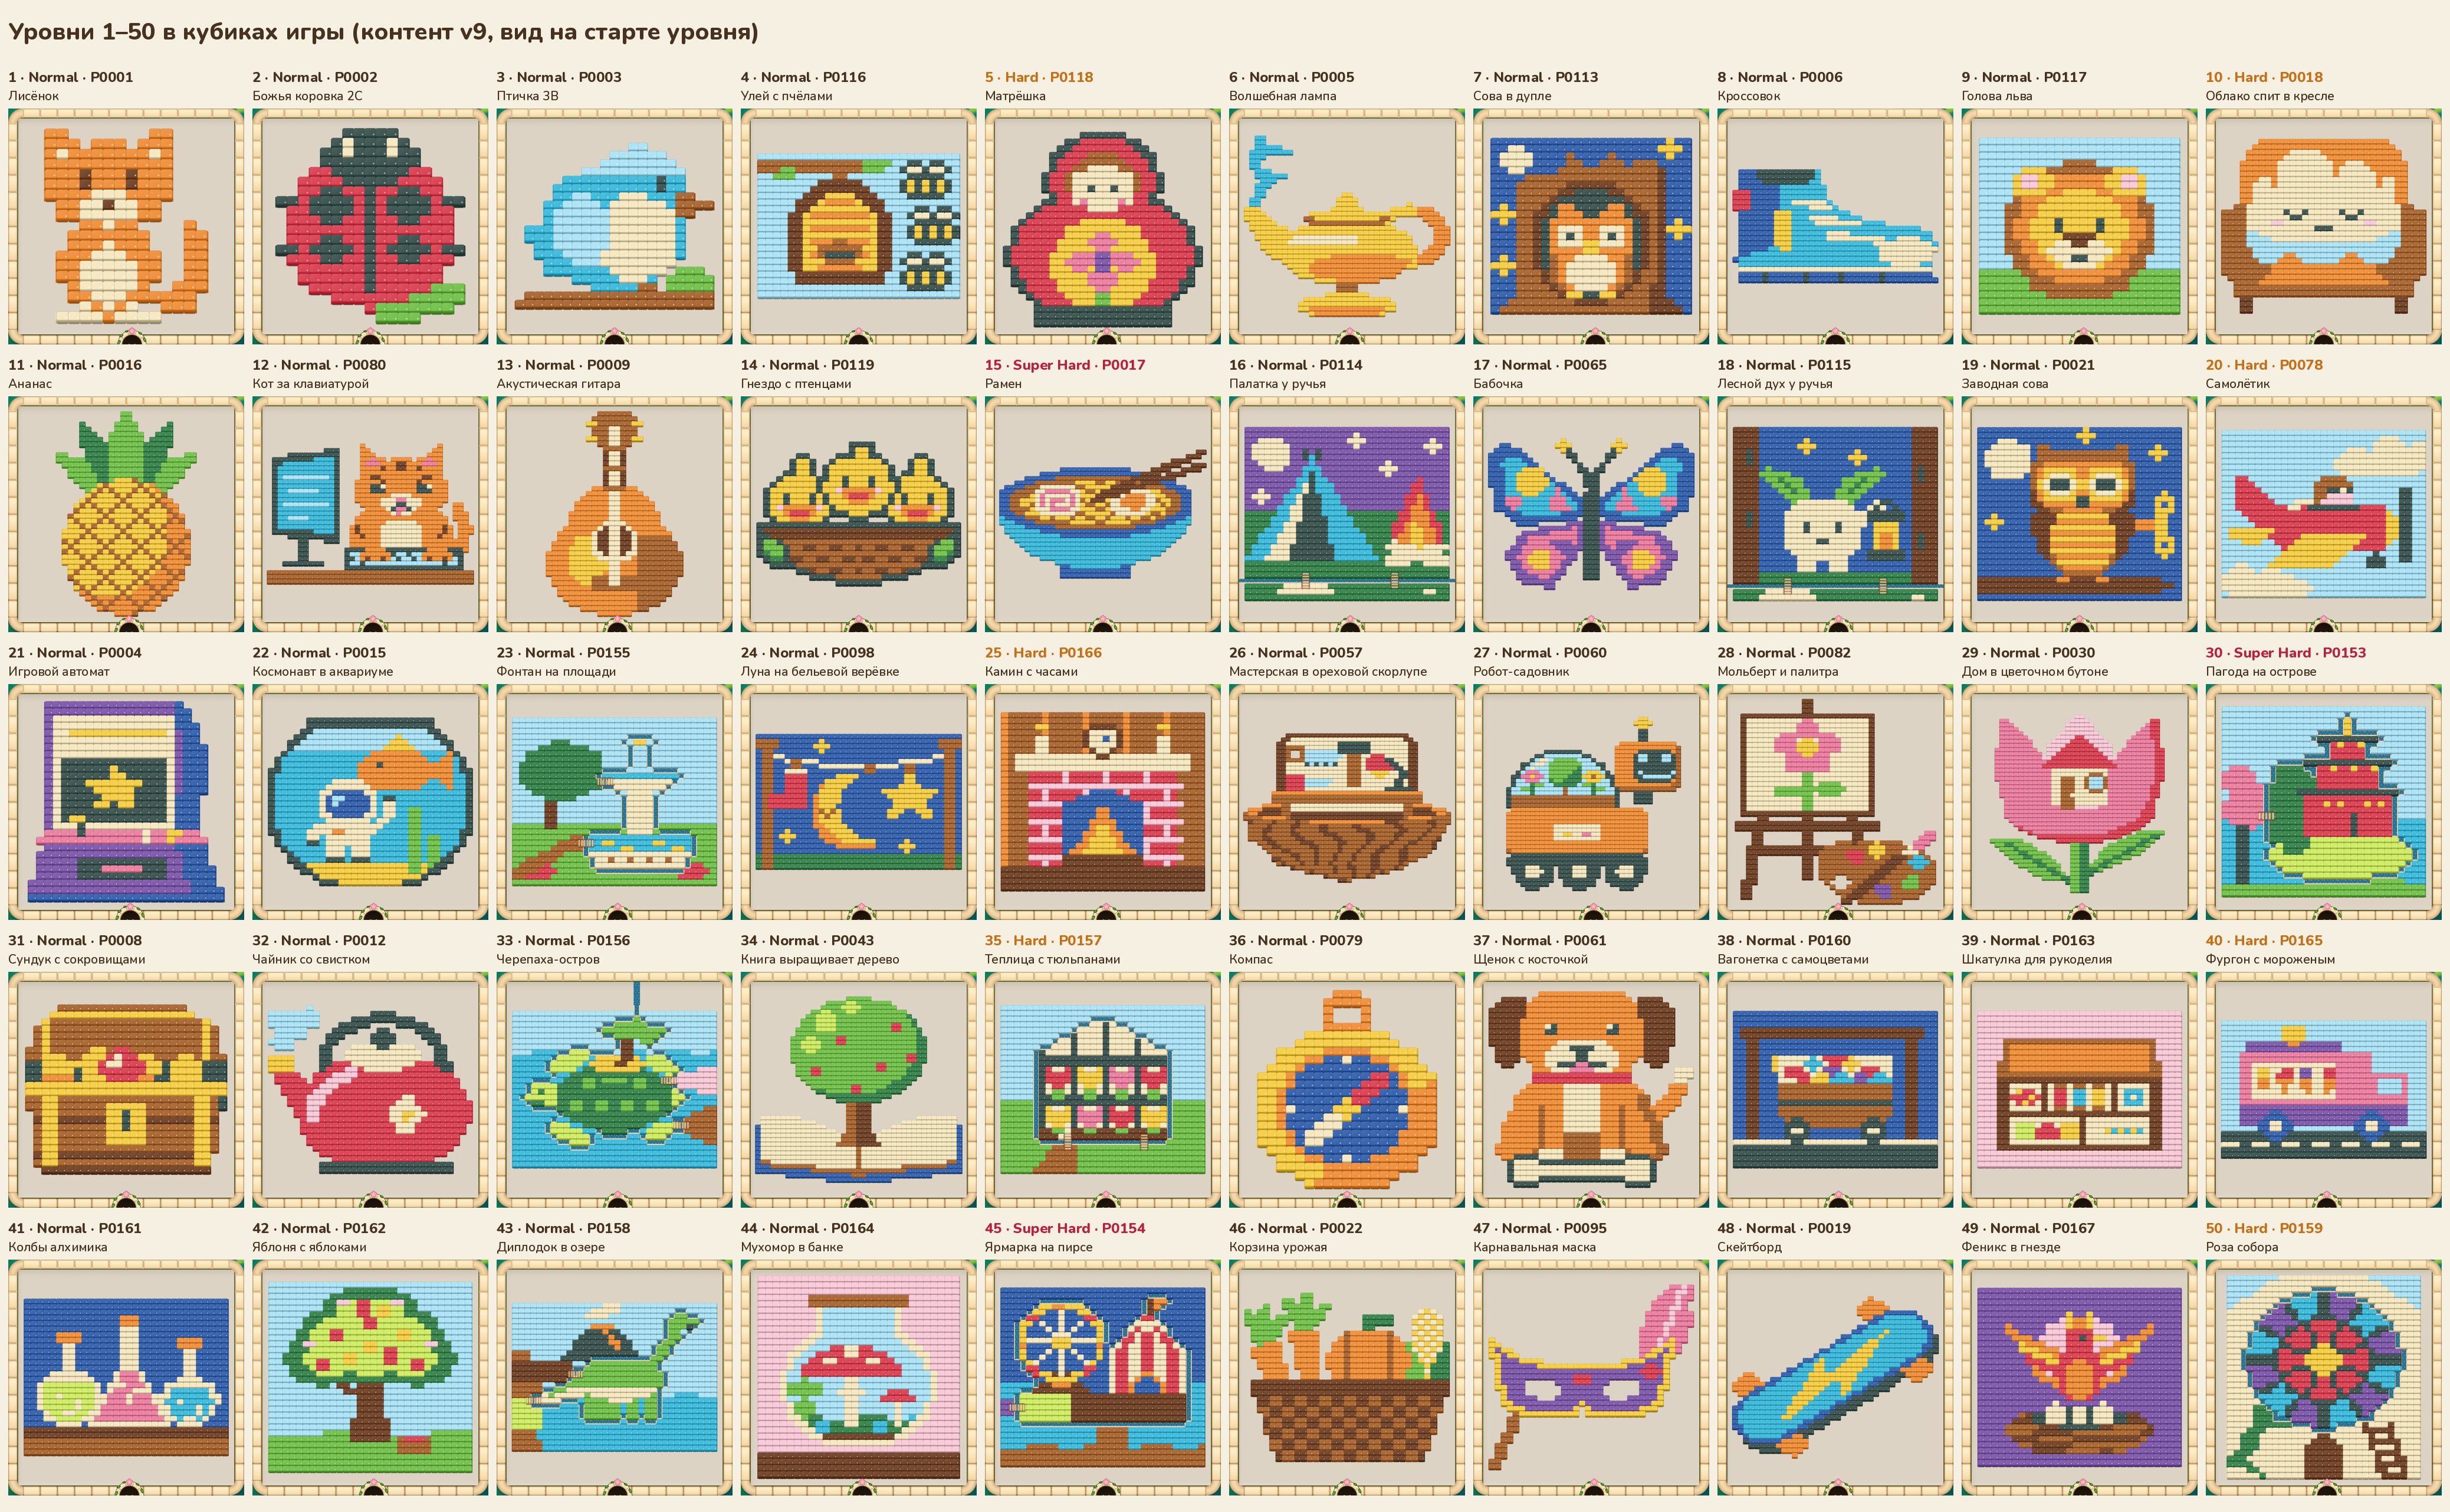 Уровни 1–50 в кубиках игры (контент v9, вид на старте уровня)
1 · Normal · P0001
Лисёнок
2 · Normal · P0002
Божья коровка 2C
3 · Normal · P0003
Птичка 3B
4 · Normal · P0116
Улей с пчёлами
5 · Hard · P0118
Матрёшка
6 · Normal · P0005
Волшебная лампа
7 · Normal · P0113
Сова в дупле
8 · Normal · P0006
Кроссовок
9 · Normal · P0117
Голова льва
10 · Hard · P0018
Облако спит в кресле
11 · Normal · P0016
Ананас
12 · Normal · P0080
Кот за клавиатурой
13 · Normal · P0009
Акустическая гитара
14 · Normal · P0119
Гнездо с птенцами
15 · Super Hard · P0017
Рамен
16 · Normal · P0114
Палатка у ручья
17 · Normal · P0065
Бабочка
18 · Normal · P0115
Лесной дух у ручья
19 · Normal · P0021
Заводная сова
20 · Hard · P0078
Самолётик
21 · Normal · P0004
Игровой автомат
22 · Normal · P0015
Космонавт в аквариуме
23 · Normal · P0155
Фонтан на площади
24 · Normal · P0098
Луна на бельевой верёвке
25 · Hard · P0166
Камин с часами
26 · Normal · P0057
Мастерская в ореховой скорлупе
27 · Normal · P0060
Робот-садовник
28 · Normal · P0082
Мольберт и палитра
29 · Normal · P0030
Дом в цветочном бутоне
30 · Super Hard · P0153
Пагода на острове
31 · Normal · P0008
Сундук с сокровищами
32 · Normal · P0012
Чайник со свистком
33 · Normal · P0156
Черепаха-остров
34 · Normal · P0043
Книга выращивает дерево
35 · Hard · P0157
Теплица с тюльпанами
36 · Normal · P0079
Компас
37 · Normal · P0061
Щенок с косточкой
38 · Normal · P0160
Вагонетка с самоцветами
39 · Normal · P0163
Шкатулка для рукоделия
40 · Hard · P0165
Фургон с мороженым
41 · Normal · P0161
Колбы алхимика
42 · Normal · P0162
Яблоня с яблоками
43 · Normal · P0158
Диплодок в озере
44 · Normal · P0164
Мухомор в банке
45 · Super Hard · P0154
Ярмарка на пирсе
46 · Normal · P0022
Корзина урожая
47 · Normal · P0095
Карнавальная маска
48 · Normal · P0019
Скейтборд
49 · Normal · P0167
Феникс в гнезде
50 · Hard · P0159
Роза собора